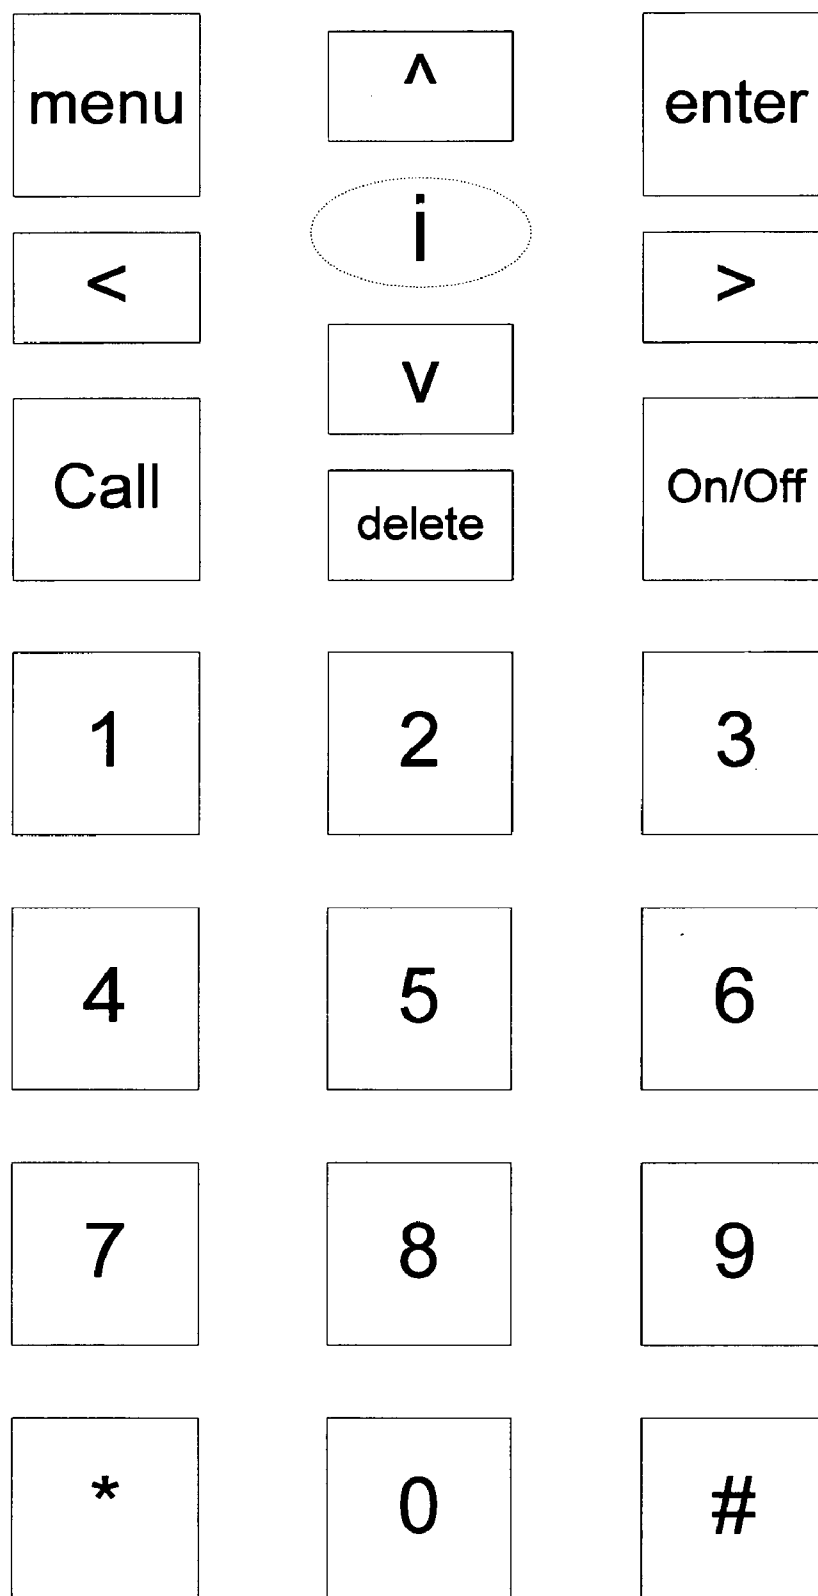 menu ^ enter
i
< >
v
Call On/Off
delete
1 2 3
4 5 6
7 8 9
* 0 #